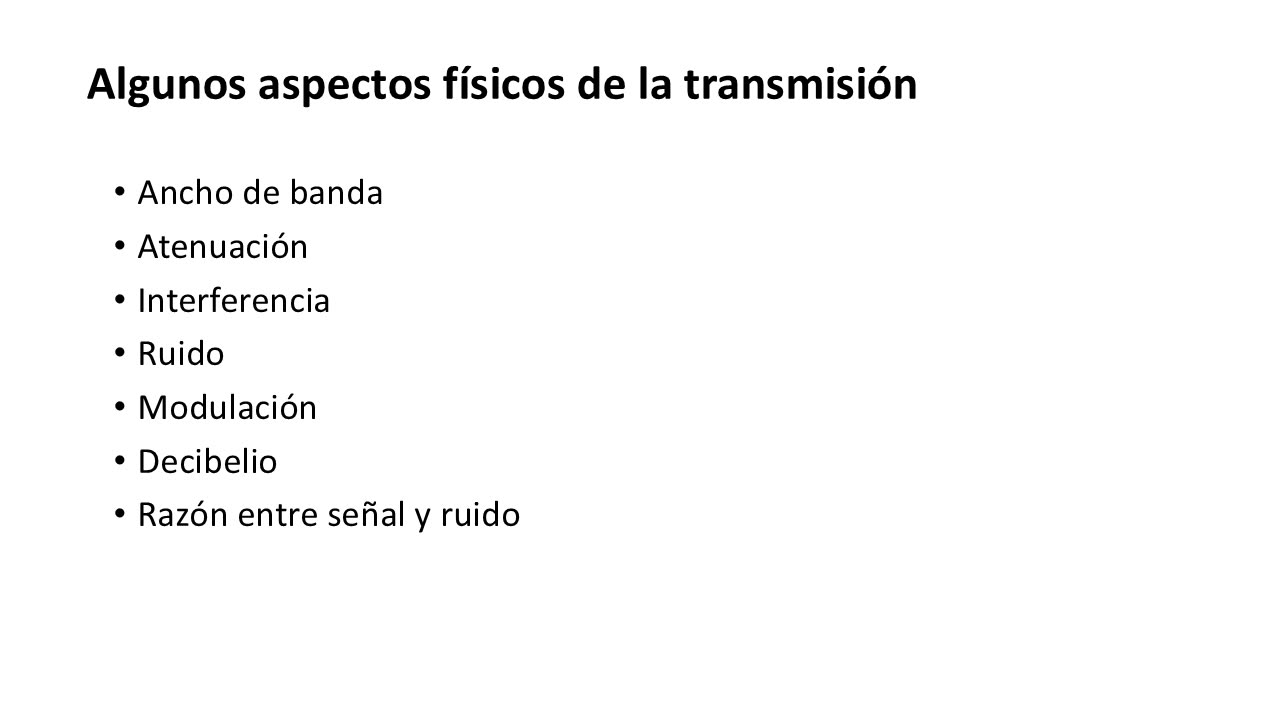 Algunos aspectos físicos de la transmisión
• Ancho de banda
• Atenuación
• Interferencia
• Ruido
• Modulación
• Decibelio
• Razón entre señal y ruido